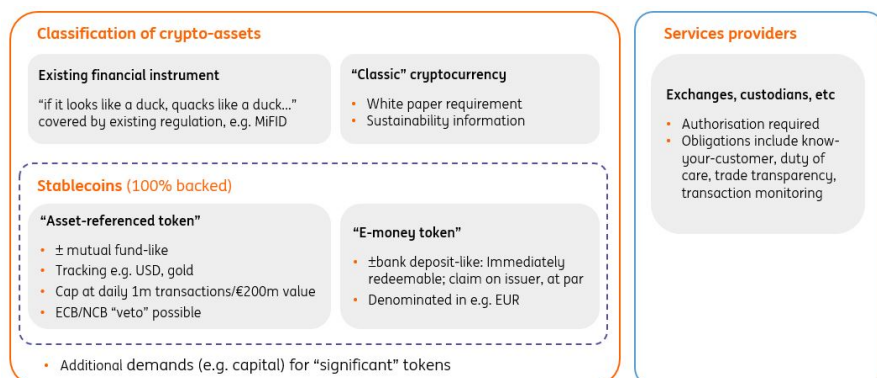 Classification of crypto-assets
Existing financial instrument
“if it looks like a duck, quacks like a duck...”
covered by existing regulation, e.g. MiFID
“Classic” cryptocurrency
• White paper requirement
• Sustainability information
Stablecoins (100% backed)
“Asset-referenced token”
• ± mutual fund-like
• Tracking e.g. USD, gold
• Cap at daily 1m transactions/€200m value
• ECB/NCB “veto” possible
“E-money token”
• ±bank deposit-like: Immediately
redeemable; claim on issuer, at par
• Denominated in e.g. EUR
• Additional demands (e.g. capital) for “significant” tokens
Services providers
Exchanges, custodians, etc
• Authorisation required
• Obligations include know-
your-customer, duty of
care, trade transparency,
transaction monitoring